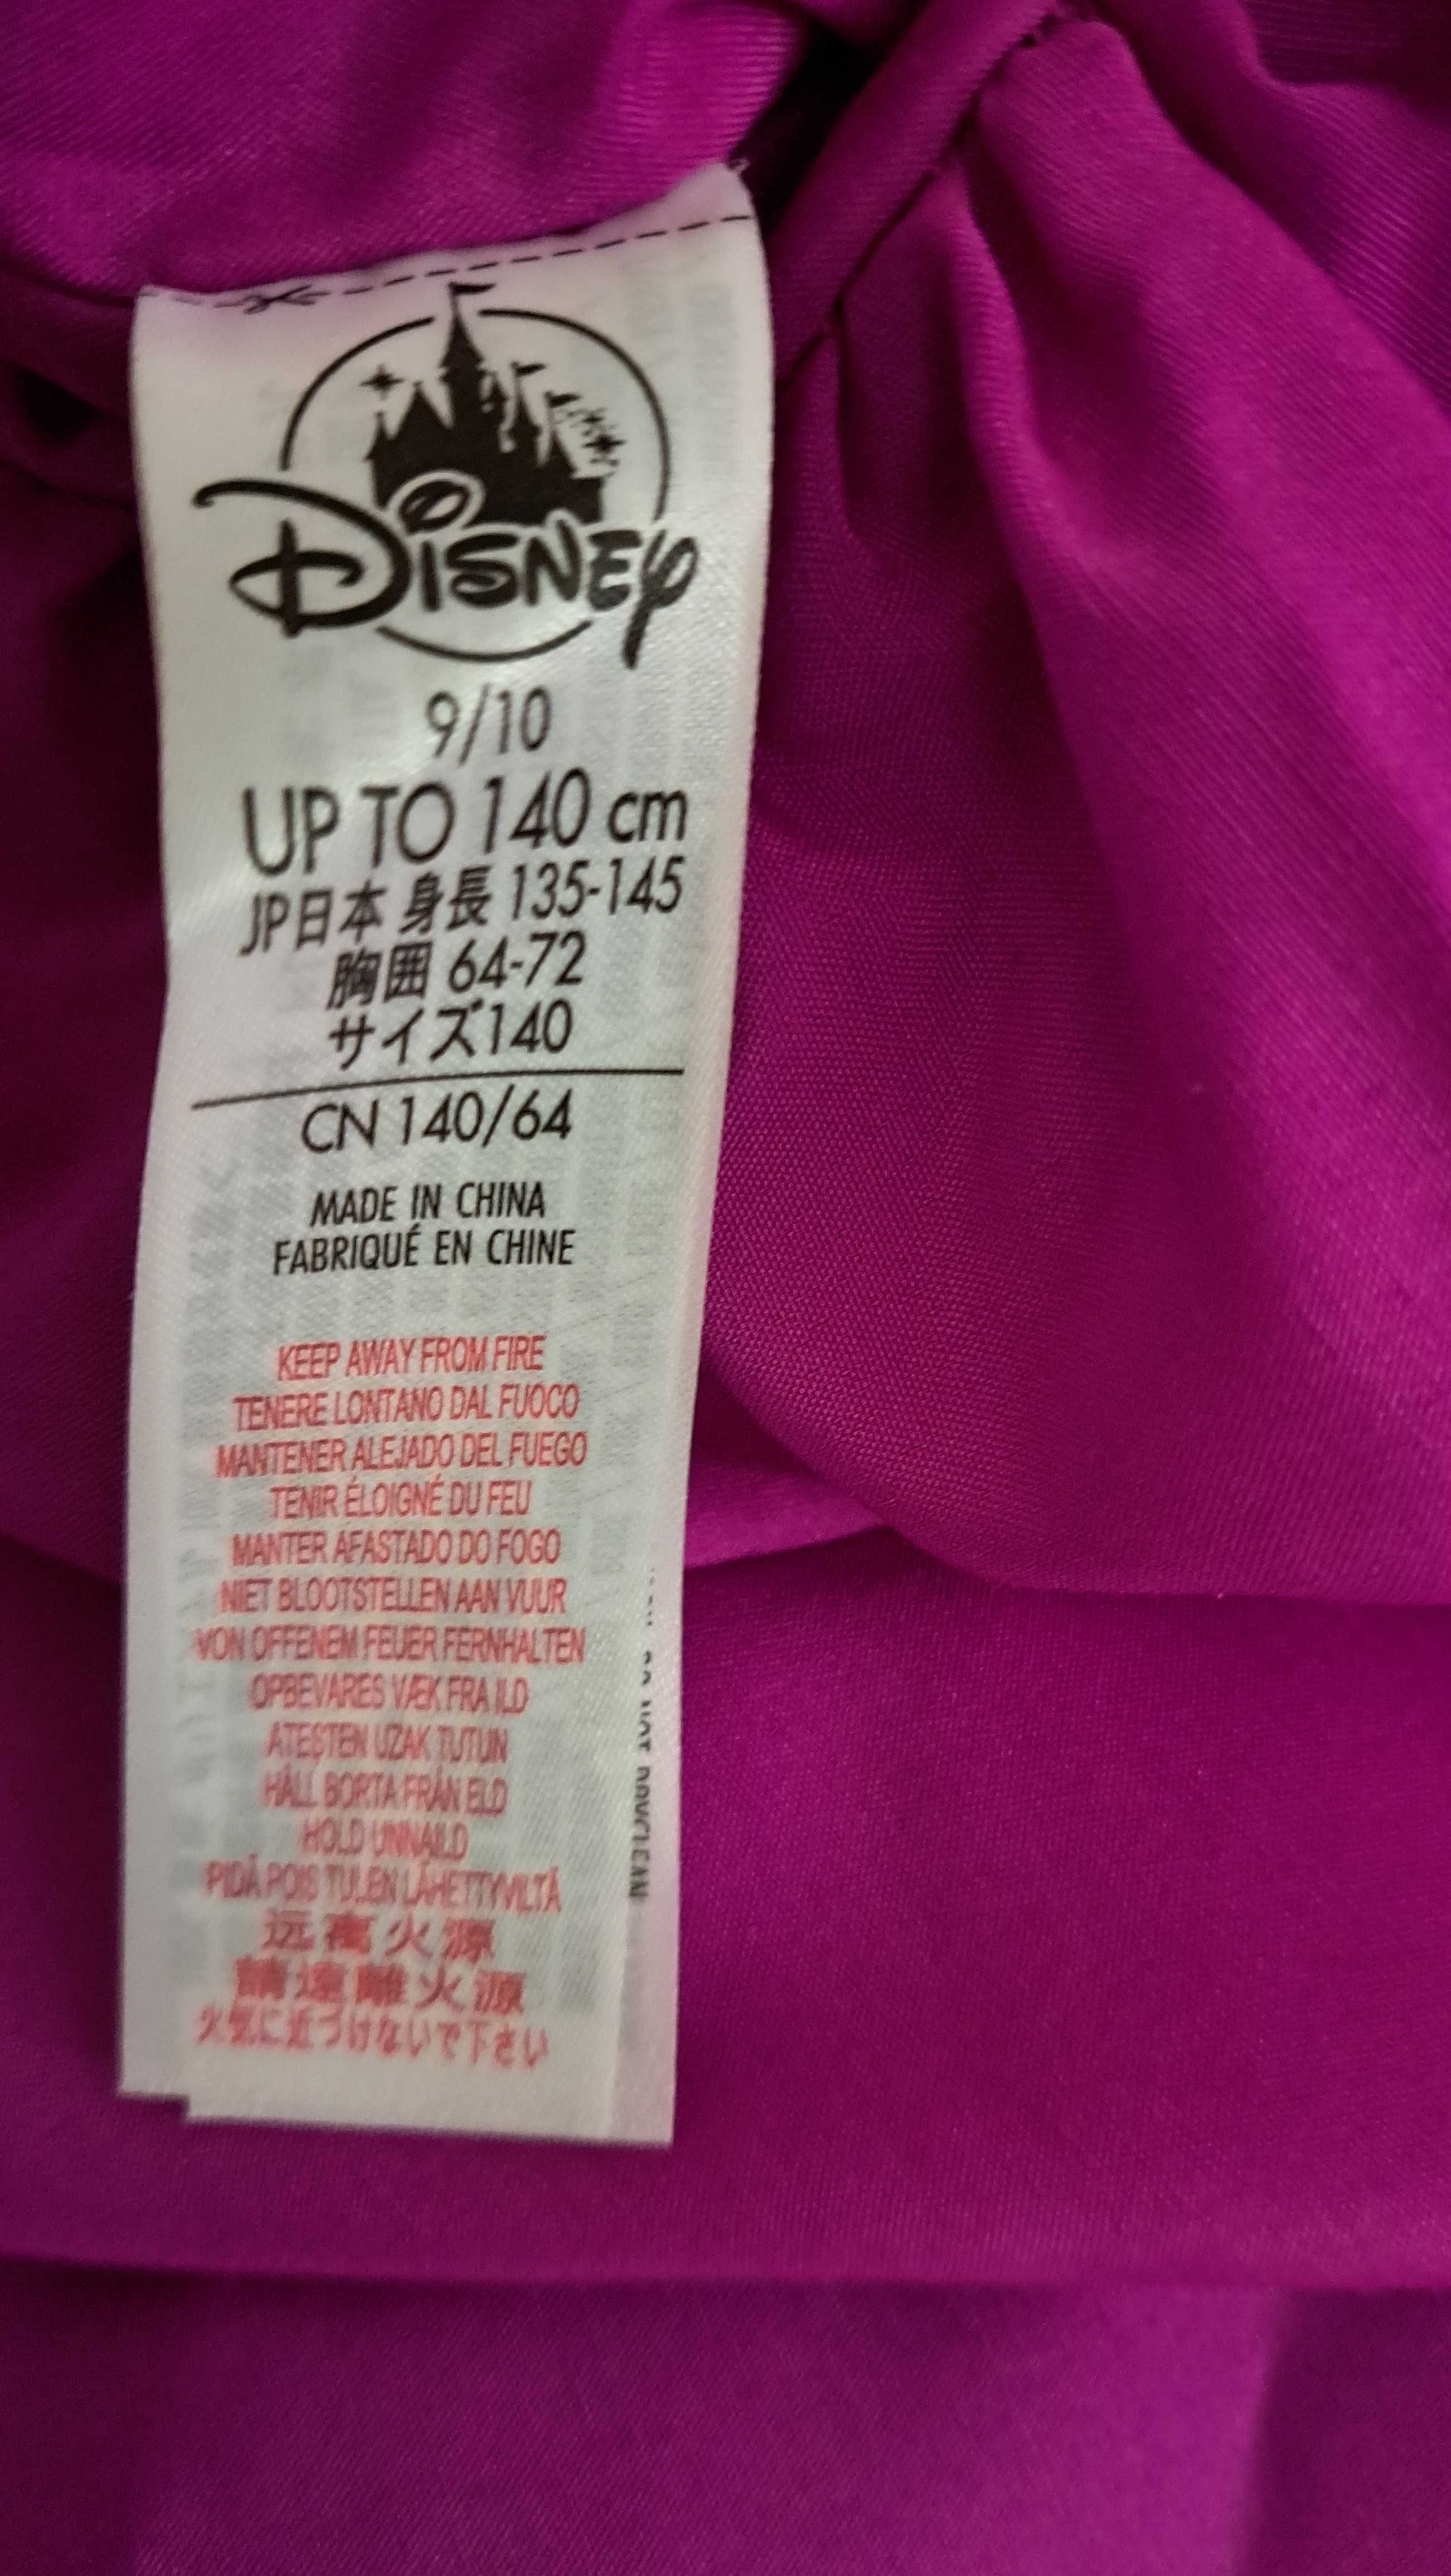 DISNEY
9/10
UP TO 140 cm
JP日本 身長 135-145
胸囲 64-72
サイズ140
CN 140/64
MADE IN CHINA
FABRIQUÉ EN CHINE
KEEP AWAY FROM FIRE
TENERE LONTANO DAL FUOCO
MANTENER ALEJADO DEL FUEGO
TENIR ÉLOIGNÉ DU FEU
MANTER AFASTADO DO FOGO
NIET BLOOTSTELLEN AAN VUUR
VON OFFENEM FEUER FERNHALTEN
OPBEVARES VÆK FRA ILD
ATEŞTEN UZAK TUTUN
HÅLL BORTA FRÅN ELD
HOLD UNNA ILD
PIDÄ POIS TULEN LÄHETTYVILTÄ
远离火源
請遠離火源
火気に近づけないで下さい
DO NOT DRYCLEAN